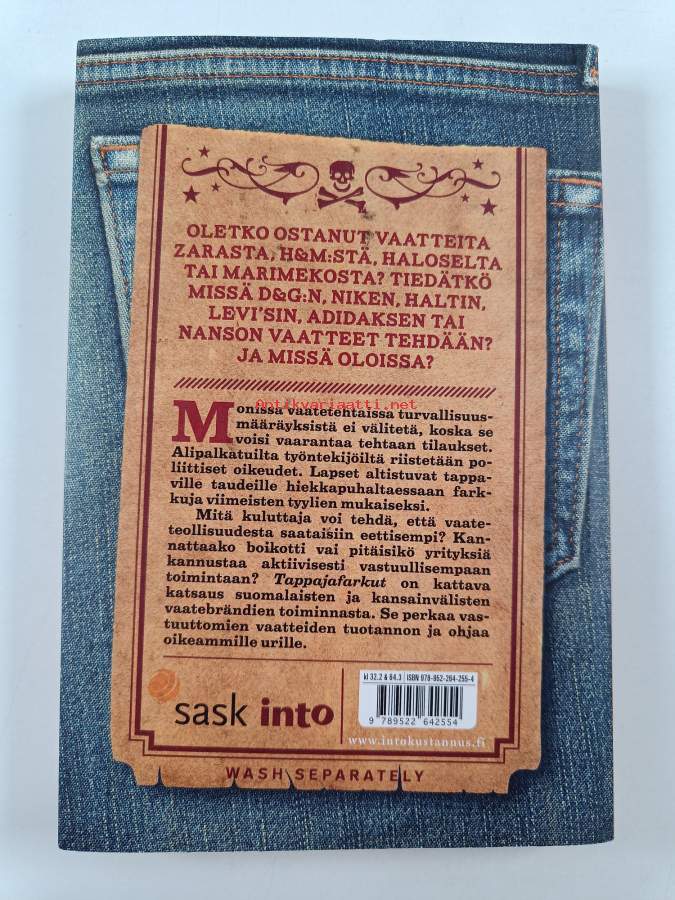 OLETKO OSTANUT VAATTEITA
ZARASTA, H&M:STÄ, HALOSELTA
TAI MARIMEKOSTA? TIEDÄTKÖ
MISSÄ D&G:N, NIKEN, HALTIN,
LEVI'SIN, ADIDAKSEN TAI
NANSON VAATTEET TEHDÄÄN?
JA MISSÄ OLOISSA?
Antikvariaatti.net
Monissa vaatetehtaissa turvallisuus-
määräyksistä ei välitetä, koska se
voisi vaarantaa tehtaan tilaukset.
Alipalkatuilta työntekijöiltä riistetään po-
liittiset oikeudet. Lapset altistuvat tappa-
ville taudeille hiekkapuhaltaessaan fark-
kuja viimeisten tyylien mukaiseksi.
Mitä kuluttaja voi tehdä, että vaate-
teollisuudesta saataisiin eettisempi? Kan-
nattaako boikotti vai pitäisikö yrityksiä
kannustaa aktiivisesti vastuullisempaan
toimintaan? Tappajafarkut on kattava
katsaus suomalaisten ja kansainvälisten
vaatebrändien toiminnasta. Se perkaa vas-
tuuttomien vaatteiden tuotannon ja ohjaa
oikeammille urille.
kl 32.2 & 64.3 ISBN 978-952-264-255-4
sask into
9 789522 642554
www.intokustannus.fi
WASH SEPARATELY